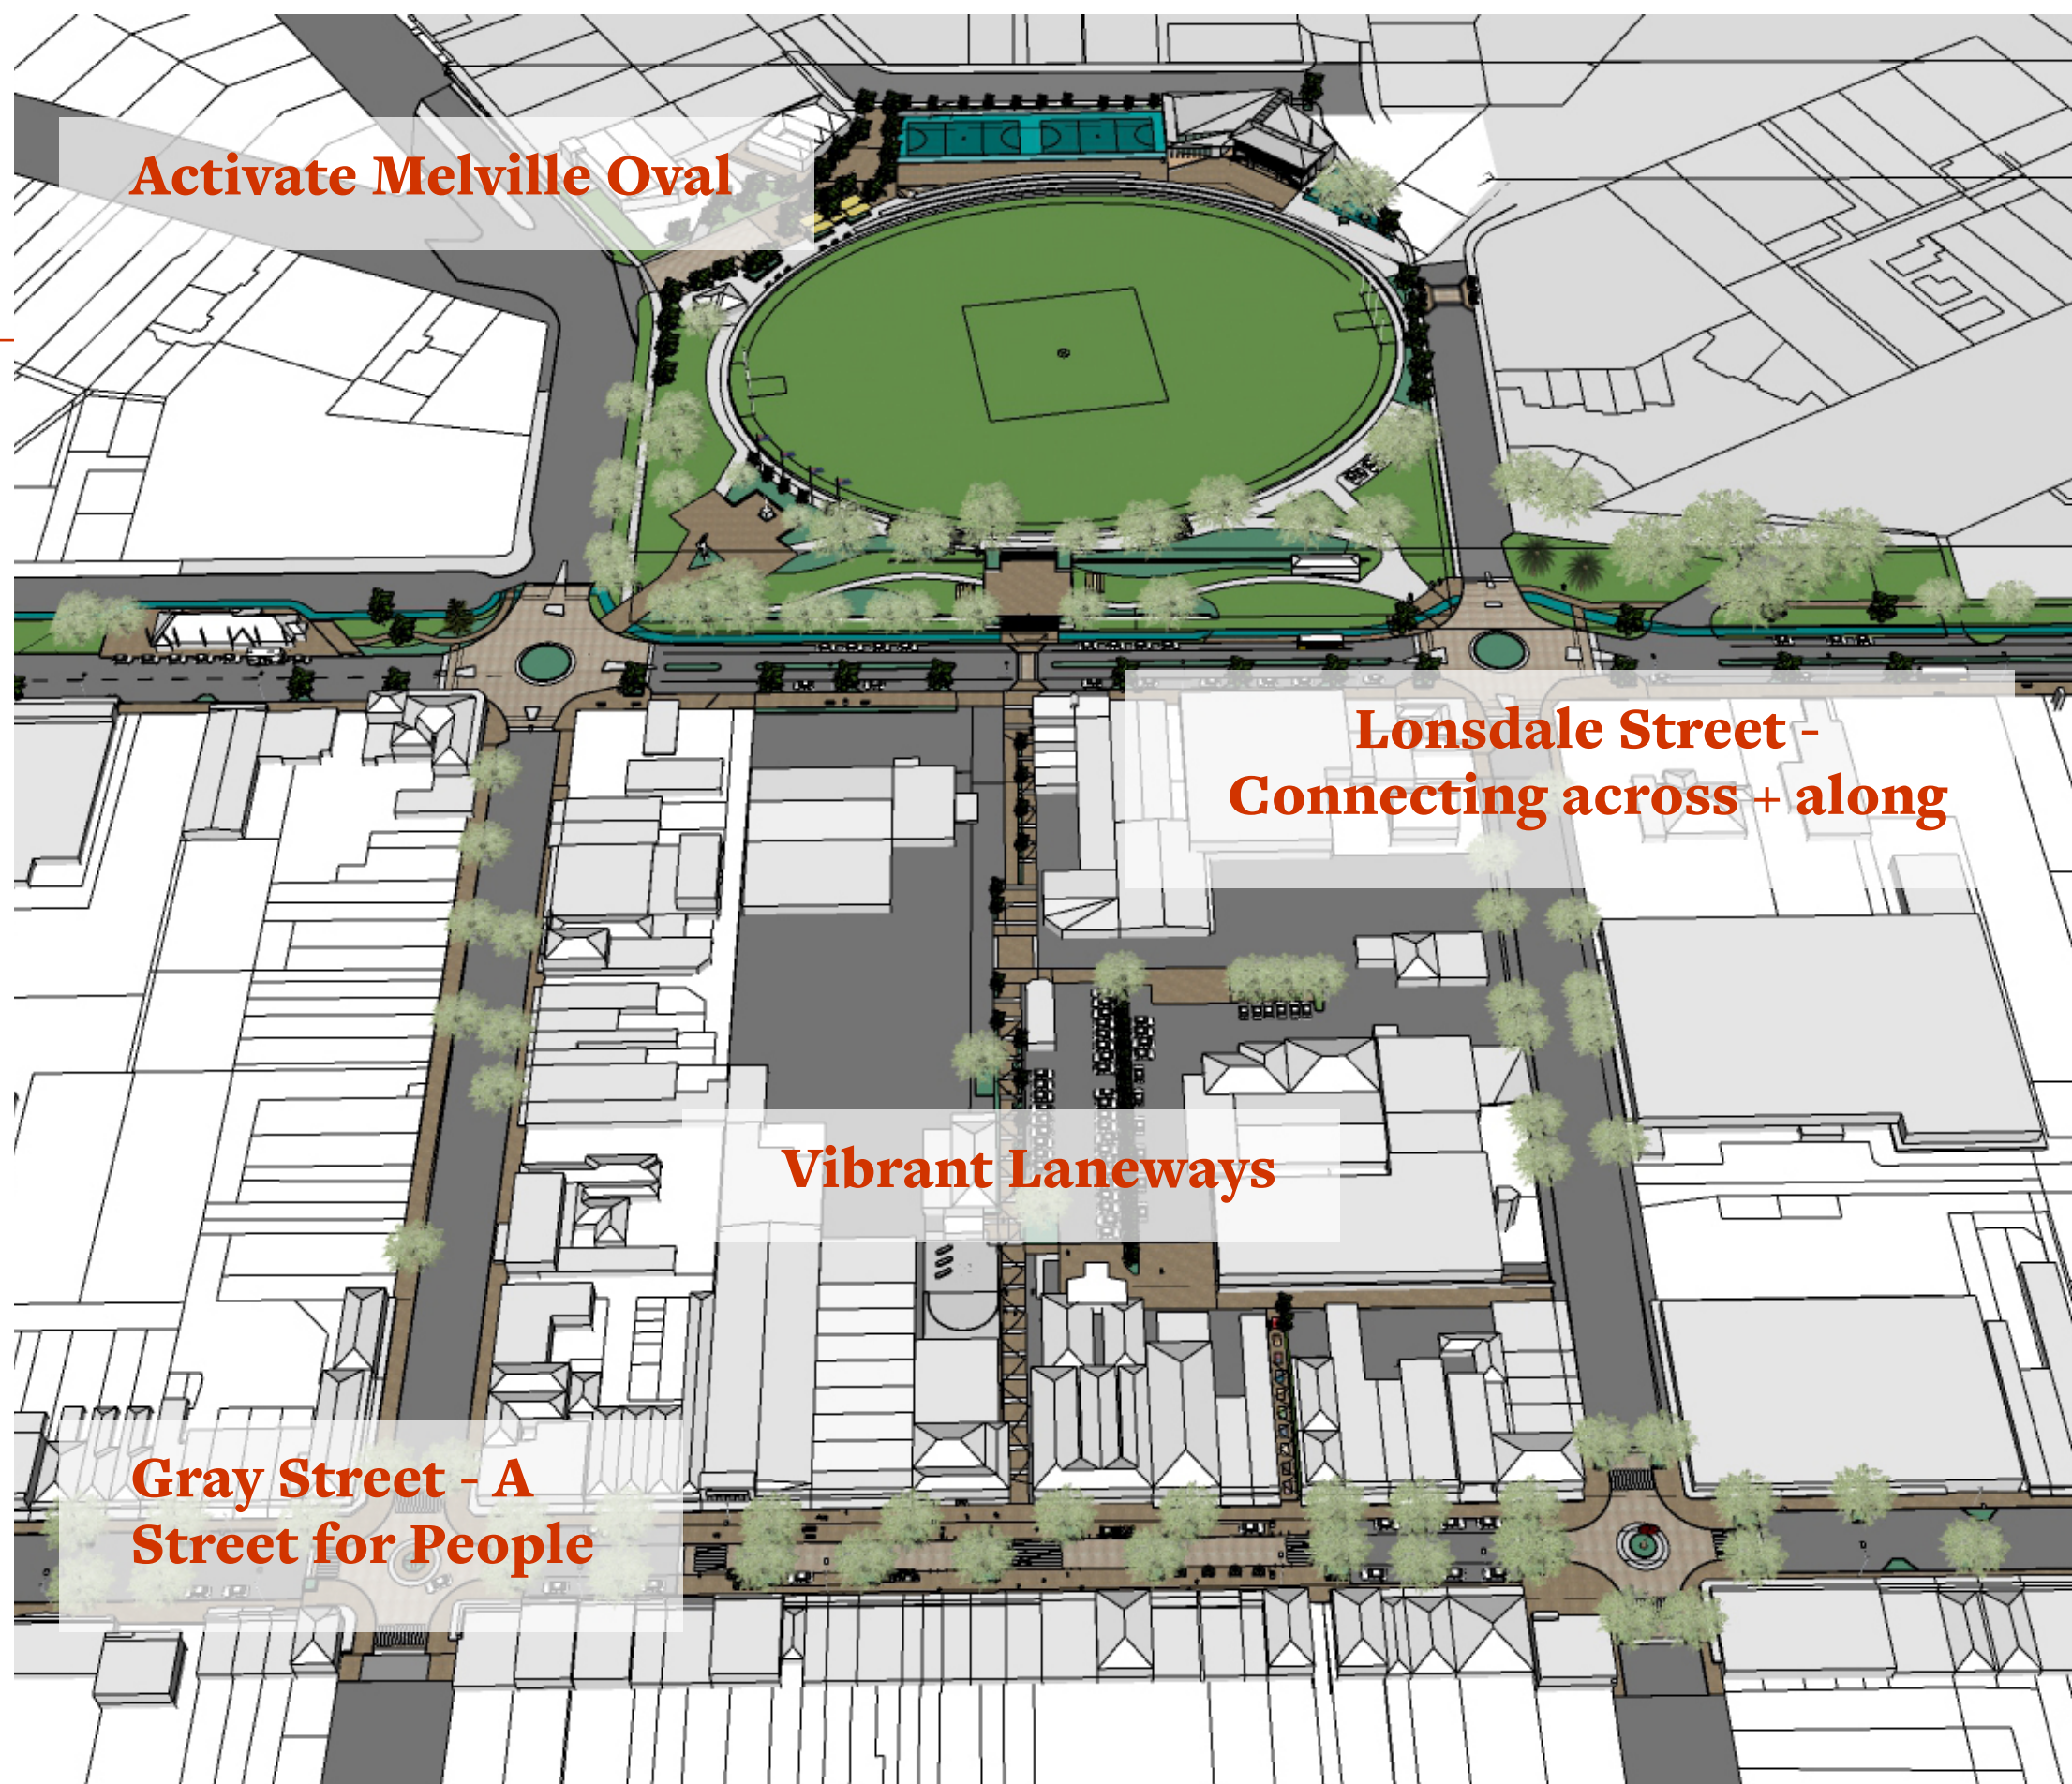 Activate Melville Oval
Lonsdale Street -
Connecting across + along
Vibrant Laneways
Gray Street - A
Street for People